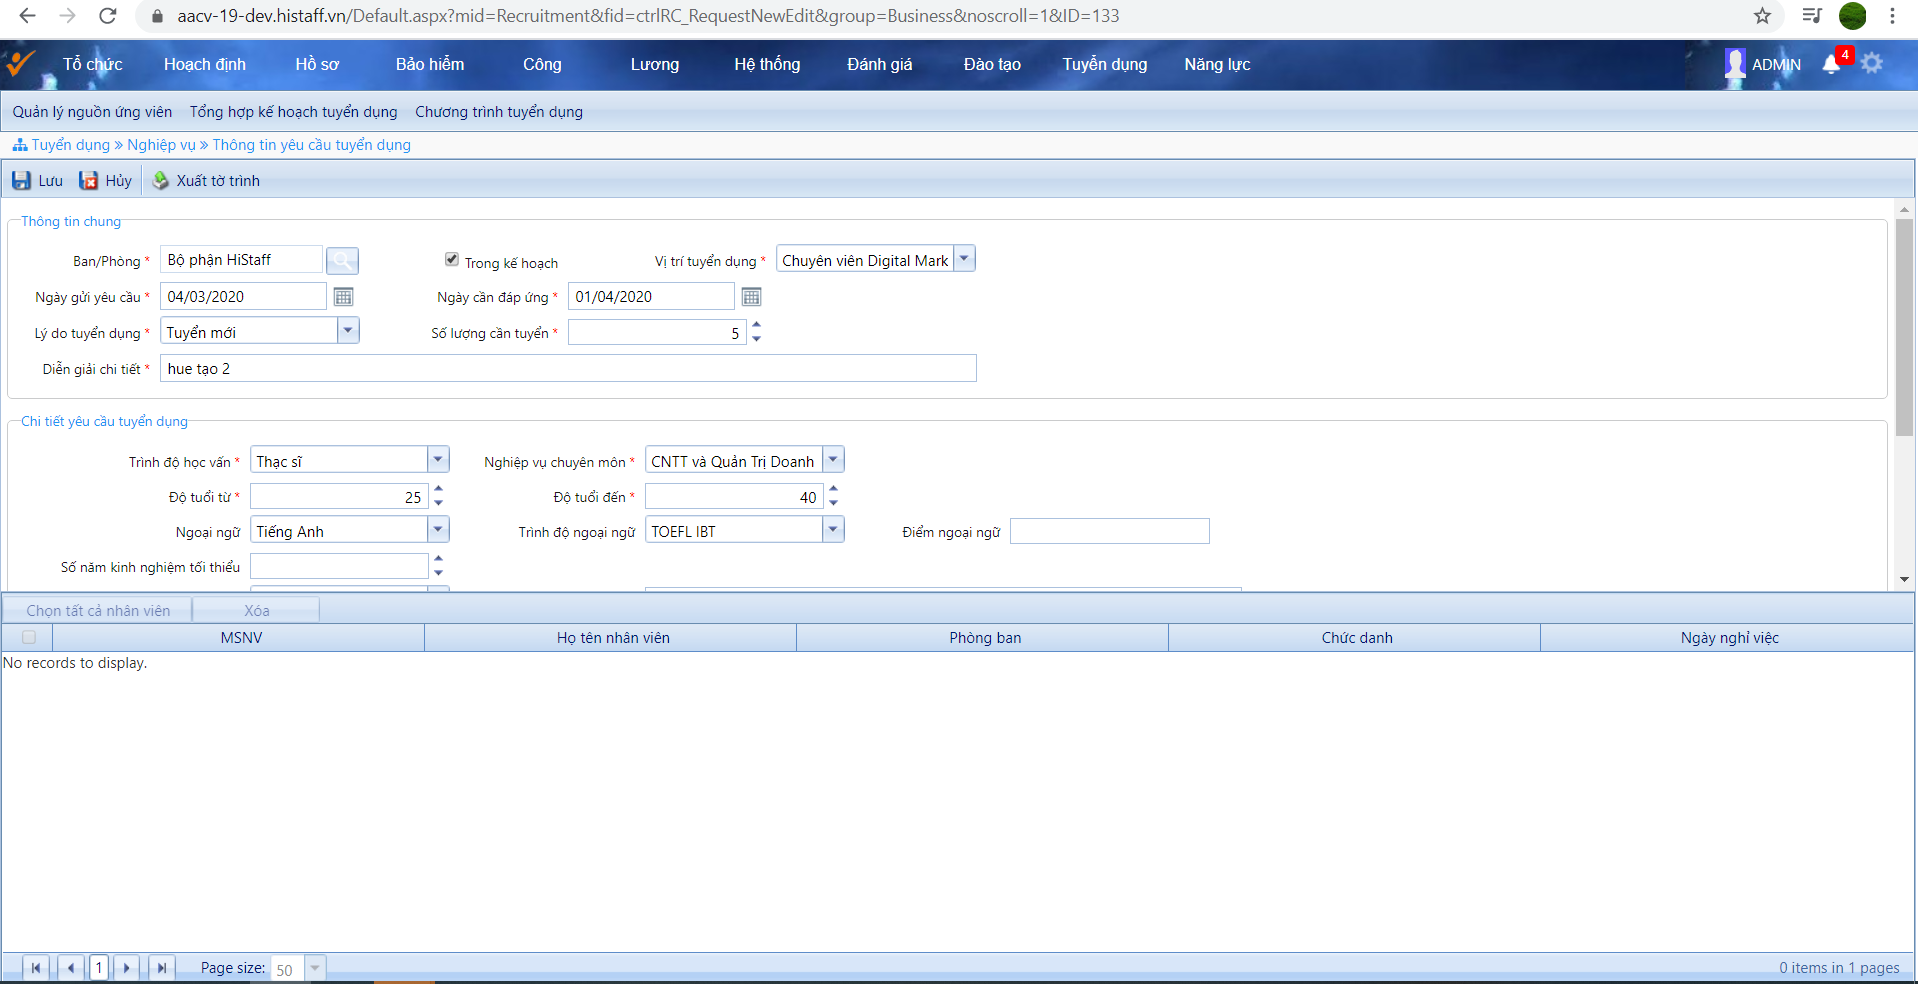 aacv-19-dev.histaff.vn/Default.aspx?mid=Recruitment&fid=ctrlRC_RequestNewEdit&group=Business&noscroll=1&ID=133
Tổ chức Hoạch định Hồ sơ Bảo hiểm Công Lương Hệ thống Đánh giá Đào tạo Tuyển dụng Năng lực ADMIN 4
Quản lý nguồn ứng viên Tổng hợp kế hoạch tuyển dụng Chương trình tuyển dụng
Tuyển dụng » Nghiệp vụ » Thông tin yêu cầu tuyển dụng
Lưu Hủy Xuất tờ trình
Thông tin chung
Ban/Phòng * Bộ phận HiStaff Trong kế hoạch Vị trí tuyển dụng * Chuyên viên Digital Mark
Ngày gửi yêu cầu * 04/03/2020 Ngày cần đáp ứng * 01/04/2020
Lý do tuyển dụng * Tuyển mới Số lượng cần tuyển * 5
Diễn giải chi tiết * hue tạo 2
Chi tiết yêu cầu tuyển dụng
Trình độ học vấn * Thạc sĩ Nghiệp vụ chuyên môn * CNTT và Quản Trị Doanh
Độ tuổi từ * 25 Độ tuổi đến * 40
Ngoại ngữ Tiếng Anh Trình độ ngoại ngữ TOEFL IBT Điểm ngoại ngữ
Số năm kinh nghiệm tối thiểu
Chọn tất cả nhân viên Xóa
MSNV Họ tên nhân viên Phòng ban Chức danh Ngày nghỉ việc
No records to display.
1 Page size: 50 0 items in 1 pages